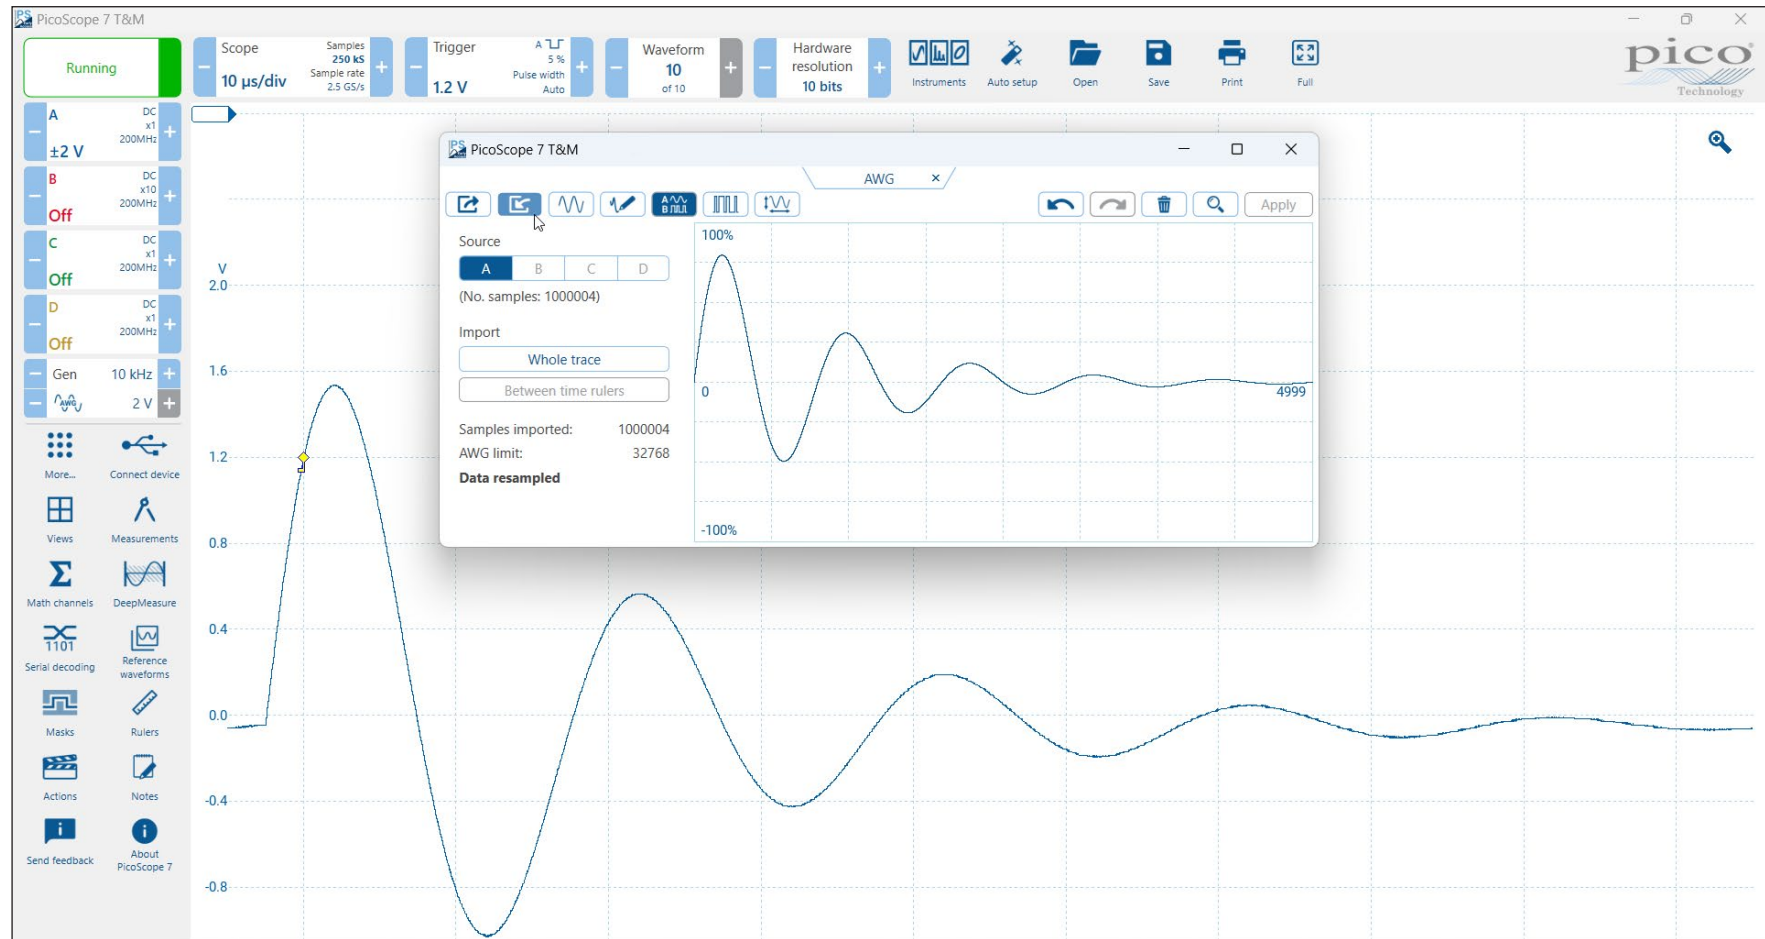 PicoScope 7 T&M
Running
Scope
10 µs/div
Samples
250 kS
Sample rate
2.5 GS/s
Trigger
1.2 V
A
5 %
Pulse width
Auto
Waveform
10
of 10
Hardware
resolution
10 bits
Instruments
Auto setup
Open
Save
Print
Full
pico
Technology
A
DC
x1
200MHz
±2 V
B
DC
x10
200MHz
Off
C
DC
x1
200MHz
Off
D
DC
x1
200MHz
Off
Gen
10 kHz
AWG
2 V
More...
Connect device
Views
Measurements
Math channels
DeepMeasure
1101
Serial decoding
Reference
waveforms
Masks
Rulers
Actions
Notes
Send feedback
About
PicoScope 7
V
2.0
1.6
1.2
0.8
0.4
0.0
-0.4
-0.8
PicoScope 7 T&M
AWG
A
B
Apply
Source
A B C D
(No. samples: 1000004)
Import
Whole trace
Between time rulers
Samples imported: 1000004
AWG limit: 32768
Data resampled
100%
0
4999
-100%